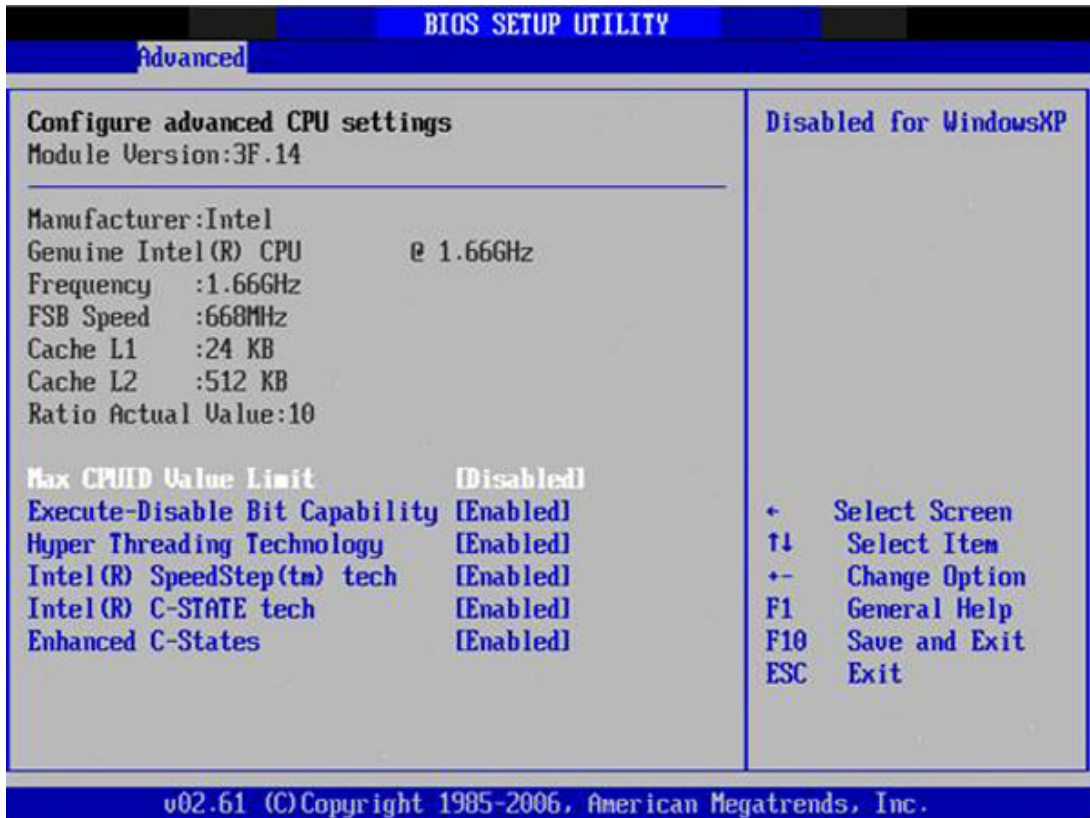 BIOS SETUP UTILITY
Advanced
Configure advanced CPU settings
Module Version:3F.14
Manufacturer:Intel
Genuine Intel(R) CPU @ 1.66GHz
Frequency :1.66GHz
FSB Speed :668MHz
Cache L1 :24 KB
Cache L2 :512 KB
Ratio Actual Value:10
Max CPUID Value Limit [Disabled]
Execute-Disable Bit Capability [Enabled]
Hyper Threading Technology [Enabled]
Intel(R) SpeedStep(tm) tech [Enabled]
Intel(R) C-STATE tech [Enabled]
Enhanced C-States [Enabled]
Disabled for WindowsXP
← Select Screen
↑↓ Select Item
+- Change Option
F1 General Help
F10 Save and Exit
ESC Exit
v02.61 (C)Copyright 1985-2006, American Megatrends, Inc.